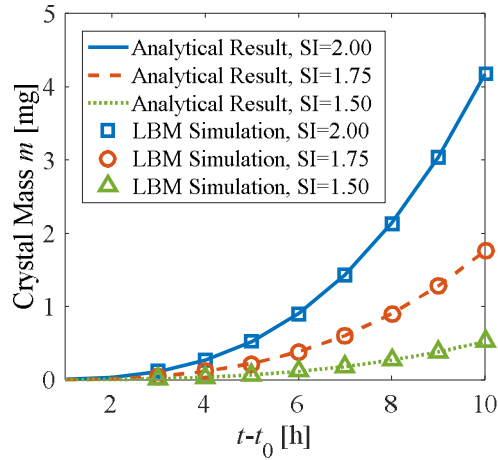 5
4
3
2
1
0
Crystal Mass m [mg]
Analytical Result, SI=2.00
Analytical Result, SI=1.75
Analytical Result, SI=1.50
LBM Simulation, SI=2.00
LBM Simulation, SI=1.75
LBM Simulation, SI=1.50
2 4 6 8 10
t-t0 [h]